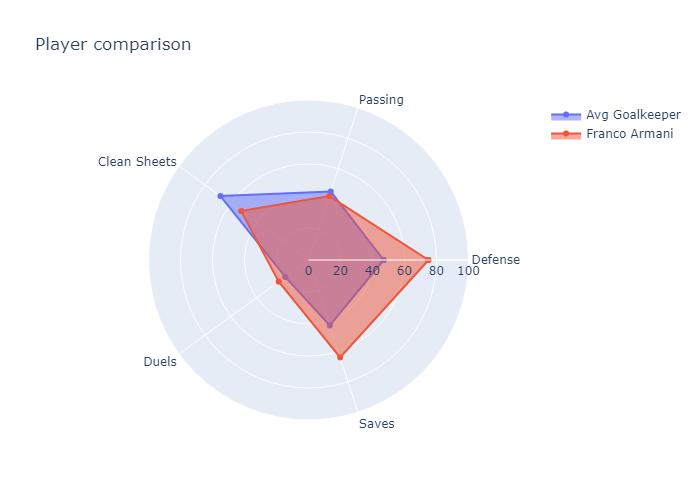 Player comparison
Passing
Avg Goalkeeper
Franco Armani
Clean Sheets
Defense
0 20 40 60 80 100
Duels
Saves